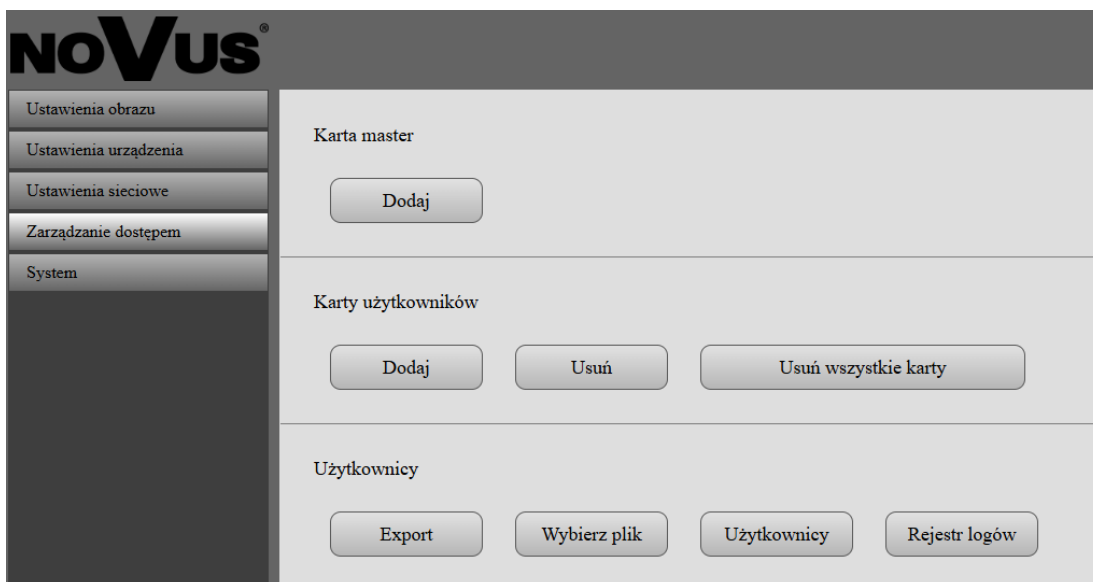 NOVUS®
Ustawienia obrazu
Ustawienia urządzenia
Ustawienia sieciowe
Zarządzanie dostępem
System
Karta master
Dodaj
Karty użytkowników
Dodaj Usuń Usuń wszystkie karty
Użytkownicy
Export Wybierz plik Użytkownicy Rejestr logów